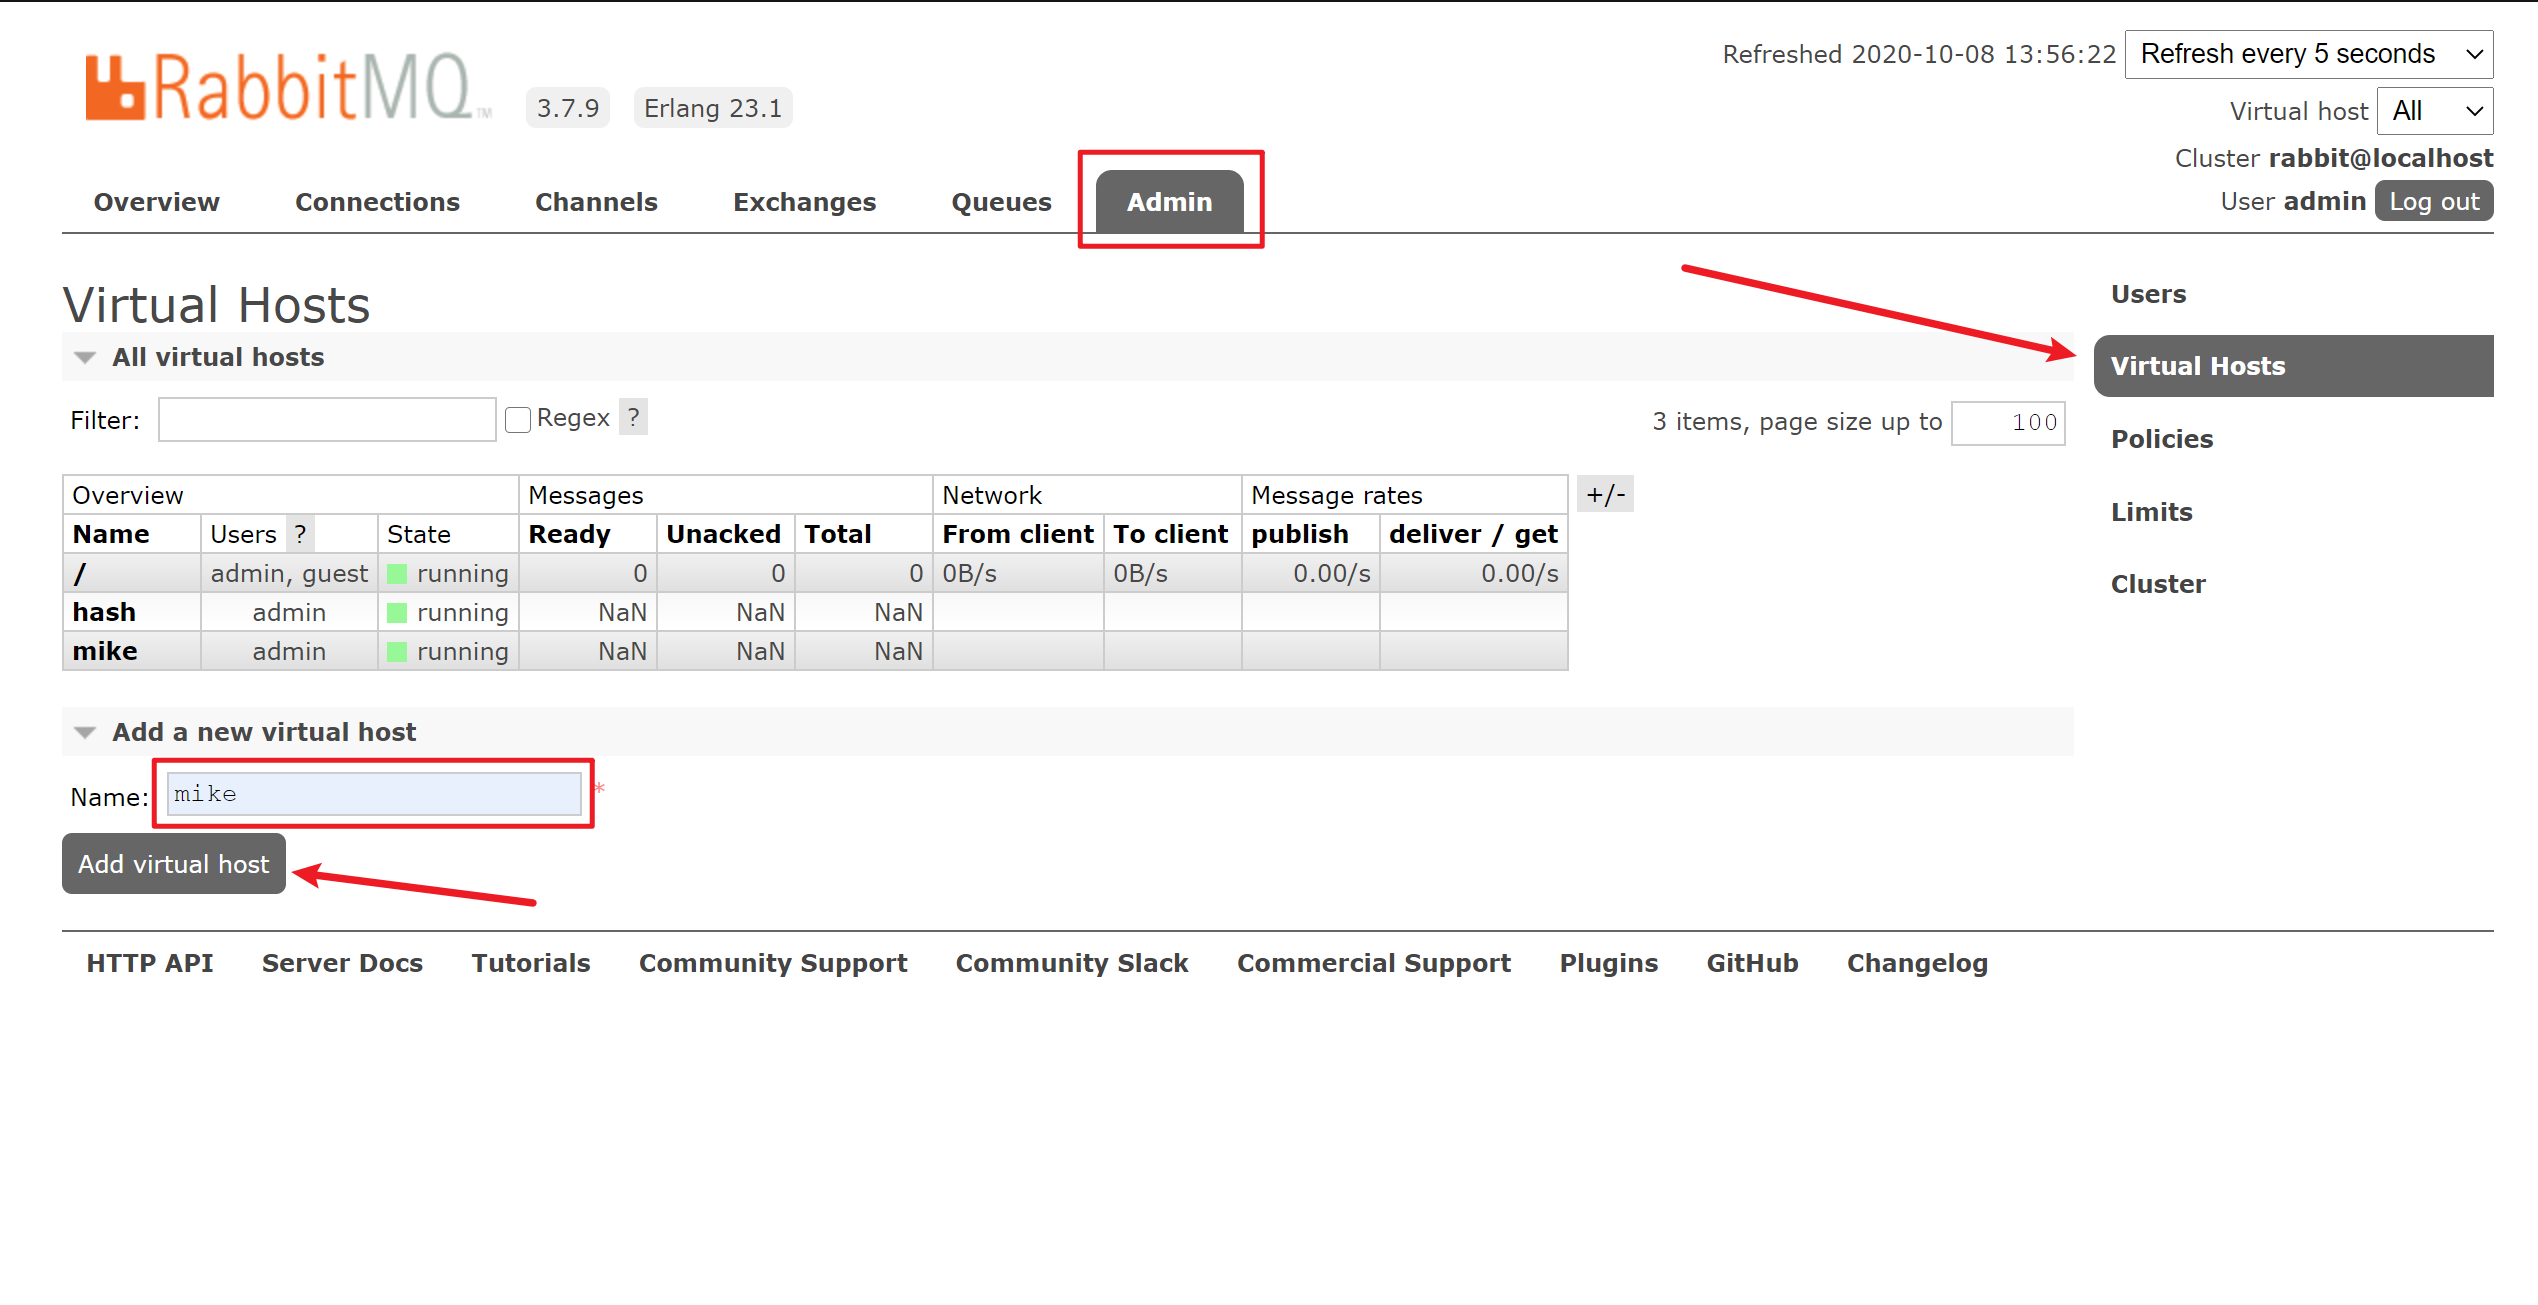 RabbitMQ TM 3.7.9 Erlang 23.1
Refreshed 2020-10-08 13:56:22 Refresh every 5 seconds
Virtual host All
Cluster rabbit@localhost
User admin Log out
Overview Connections Channels Exchanges Queues Admin
Virtual Hosts
All virtual hosts
Filter: Regex ? 3 items, page size up to 100
Overview Messages Network Message rates +/-
Name Users ? State Ready Unacked Total From client To client publish deliver / get
/ admin, guest running 0 0 0 0B/s 0B/s 0.00/s 0.00/s
hash admin running NaN NaN NaN
mike admin running NaN NaN NaN
Add a new virtual host
Name: mike *
Add virtual host
Users
Virtual Hosts
Policies
Limits
Cluster
HTTP API Server Docs Tutorials Community Support Community Slack Commercial Support Plugins GitHub Changelog